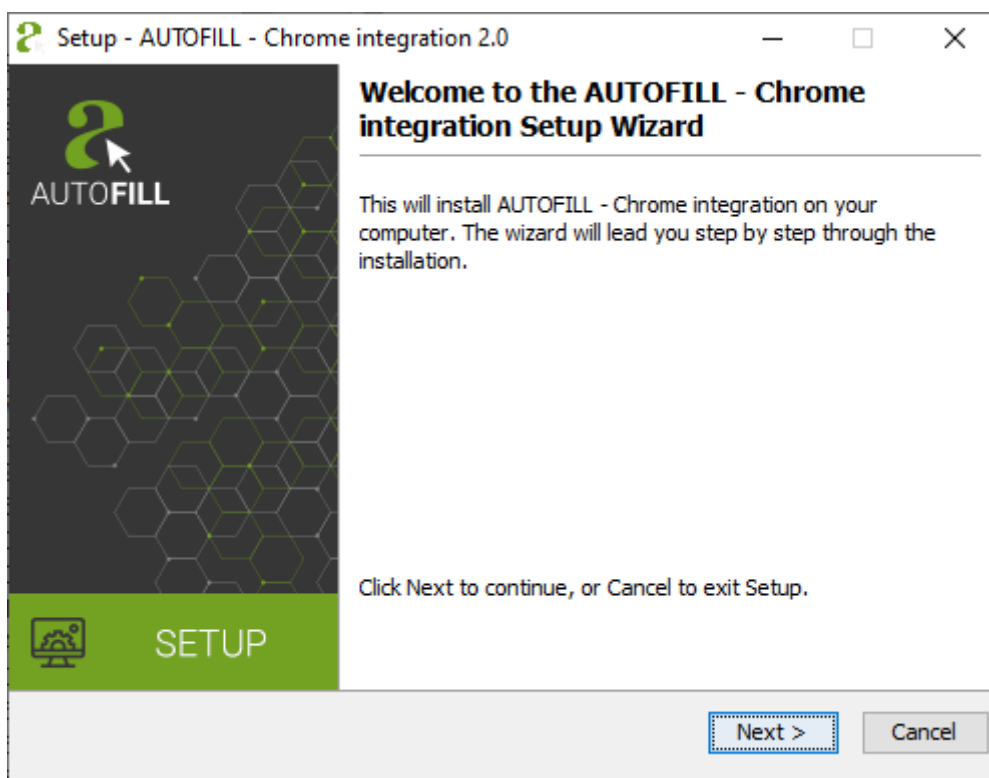 Setup - AUTOFILL - Chrome integration 2.0
AUTOFILL
Welcome to the AUTOFILL - Chrome
integration Setup Wizard
This will install AUTOFILL - Chrome integration on your
computer. The wizard will lead you step by step through the
installation.
Click Next to continue, or Cancel to exit Setup.
SETUP
Next >
Cancel